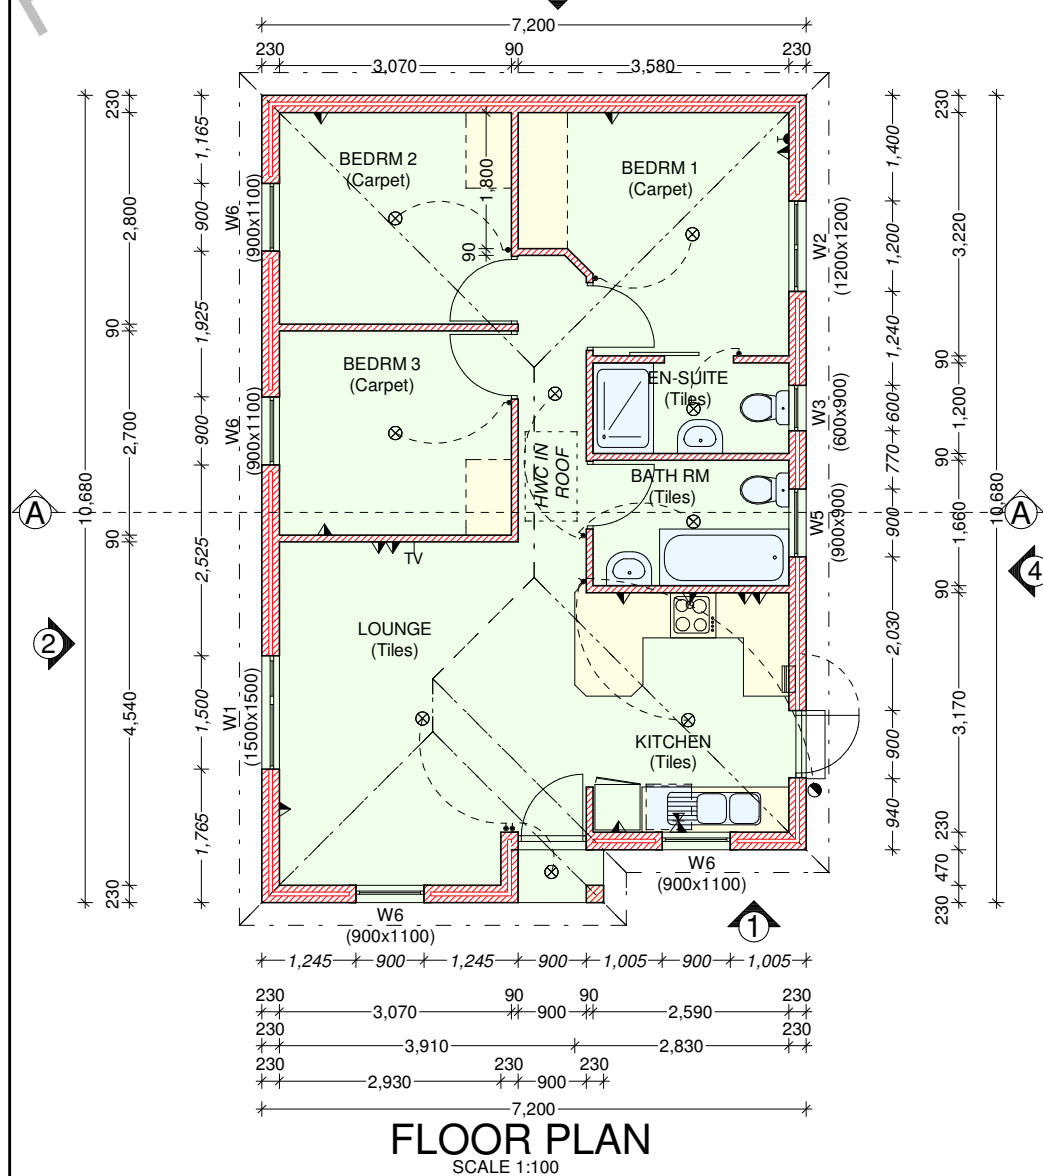 7,200
230 90 230
3,070 3,580
230
1,165
900
1,925
900
2,525
1,500
1,765
2,800
90
2,700
90
4,540
230
10,680
W6
(900x1100)
W6
(900x1100)
W1
(1500x1500)
BEDRM 2
(Carpet)
1,800
90
BEDRM 1
(Carpet)
BEDRM 3
(Carpet)
EN-SUITE
(Tiles)
HWC IN
ROOF
BATH RM
(Tiles)
TV
LOUNGE
(Tiles)
KITCHEN
(Tiles)
W2
(1200x1200)
W3
(600x900)
W5
(900x900)
1,400
1,200
1,240
600
770
900
2,030
900
940
230
3,220
90
1,200
90
1,660
90
3,170
230
470
230
10,680
A
A
2
4
W6
(900x1100)
W6
(900x1100)
1
1,245 900 1,245 900 1,005 900 1,005
230 90 90 230
3,070 900 2,590
230 230
3,910 2,830
230 230 230
2,930 900
7,200
FLOOR PLAN
SCALE 1:100